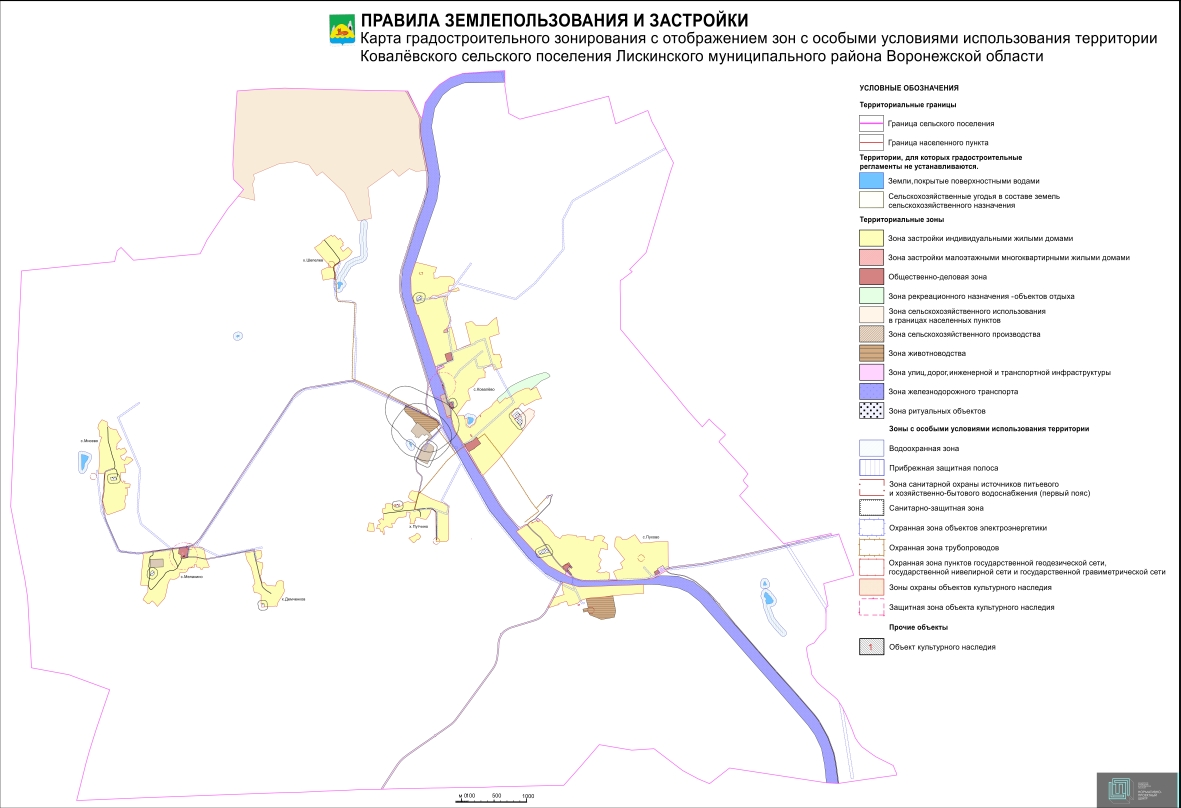 ПРАВИЛА ЗЕМЛЕПОЛЬЗОВАНИЯ И ЗАСТРОЙКИ
Карта градостроительного зонирования с отображением зон с особыми условиями использования территории
Ковалёвского сельского поселения Лискинского муниципального района Воронежской области
УСЛОВНЫЕ ОБОЗНАЧЕНИЯ
Территориальные границы
Граница сельского поселения
Граница населенного пункта
Территории, для которых градостроительные
регламенты не устанавливаются.
Земли, покрытые поверхностными водами
Сельскохозяйственные угодья в составе земель
сельскохозяйственного назначения
Территориальные зоны
Зона застройки индивидуальными жилыми домами
Зона застройки малоэтажными многоквартирными жилыми домами
Общественно-деловая зона
Зона рекреационного назначения -объектов отдыха
Зона сельскохозяйственного использования
в границах населенных пунктов
Зона сельскохозяйственного производства
Зона животноводства
Зона улиц, дорог, инженерной и транспортной инфраструктуры
Зона железнодорожного транспорта
Зона ритуальных объектов
Зоны с особыми условиями использования территории
Водоохранная зона
Прибрежная защитная полоса
Зона санитарной охраны источников питьевого
и хозяйственно-бытового водоснабжения (первый пояс)
Санитарно-защитная зона
Охранная зона объектов электроэнергетики
Охранная зона трубопроводов
Охранная зона пунктов государственной геодезической сети,
государственной нивелирной сети и государственной гравиметрической сети
Зоны охраны объектов культурного наследия
Защитная зона объекта культурного наследия
Прочие объекты
1
Объект культурного наследия
с.Ковалёво
м 0100 500 1000